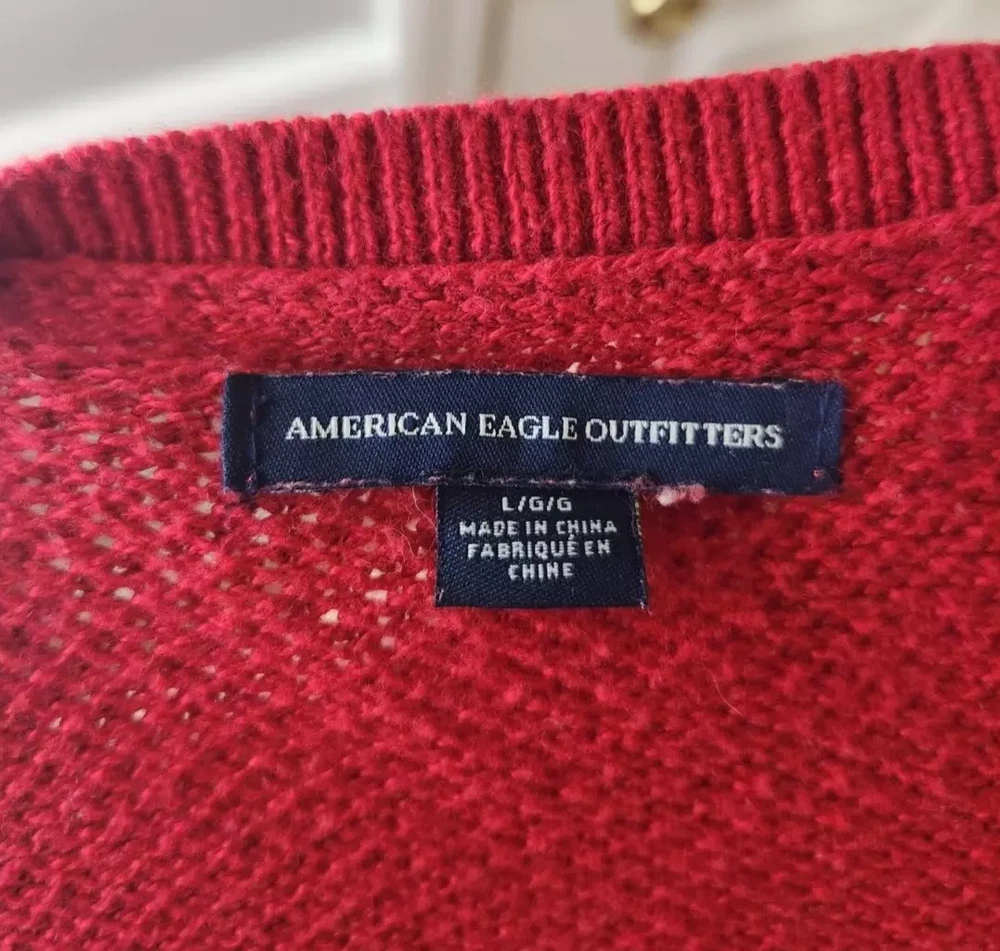 AMERICAN EAGLE OUTFITTERS
L/G/G
MADE IN CHINA
FABRIQUÉ EN
CHINE